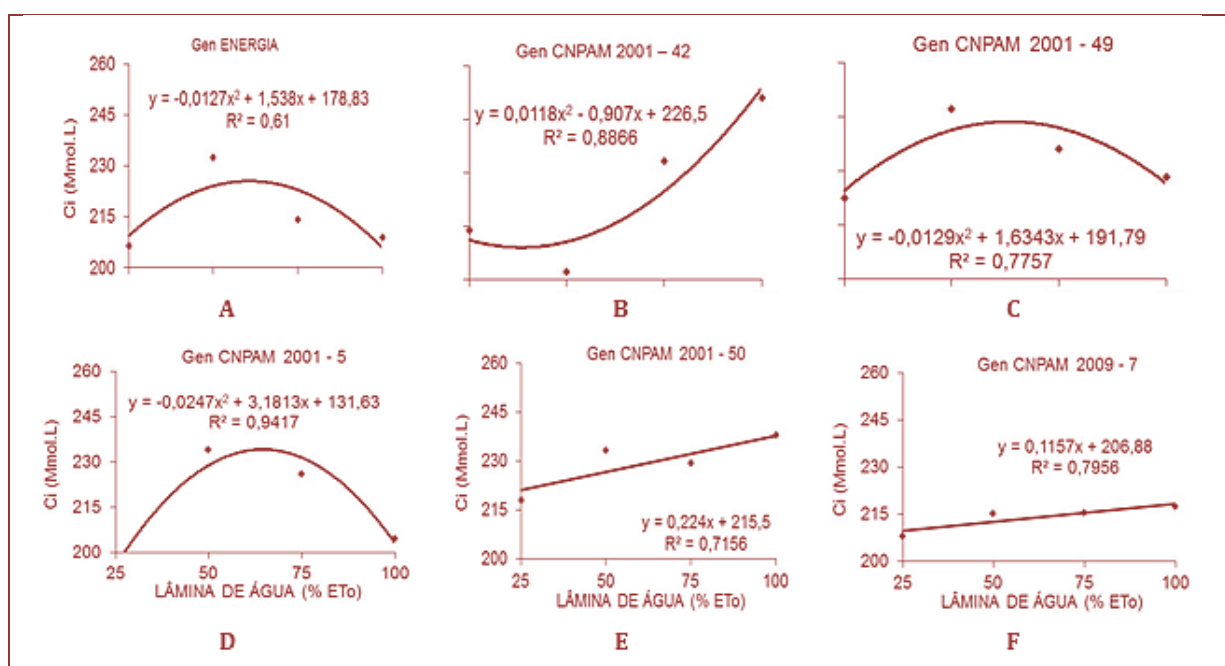 Gen ENERGIA
260
245
230
215
200
Ci (Mmol.L)
y = -0,0127x² + 1,538x + 178,83
R² = 0,61
A
Gen CNPAM 2001 – 42
y = 0,0118x² - 0,907x + 226,5
R² = 0,8866
B
Gen CNPAM 2001 - 49
y = -0,0129x² + 1,6343x + 191,79
R² = 0,7757
C
Gen CNPAM 2001 - 5
260
245
230
215
200
Ci (Mmol.L)
y = -0,0247x² + 3,1813x + 131,63
R² = 0,9417
25 50 75 100
LÂMINA DE ÁGUA (% ETo)
D
Gen CNPAM 2001 - 50
260
245
230
215
200
Ci (Mmol.L)
y = 0,224x + 215,5
R² = 0,7156
25 50 75 100
LÂMINA DE ÁGUA (% ETo)
E
Gen CNPAM 2009 - 7
260
245
230
215
200
Ci (Mmol.L)
y = 0,1157x + 206,88
R² = 0,7956
25 50 75 100
LÂMINA DE ÁGUA (% ETo)
F